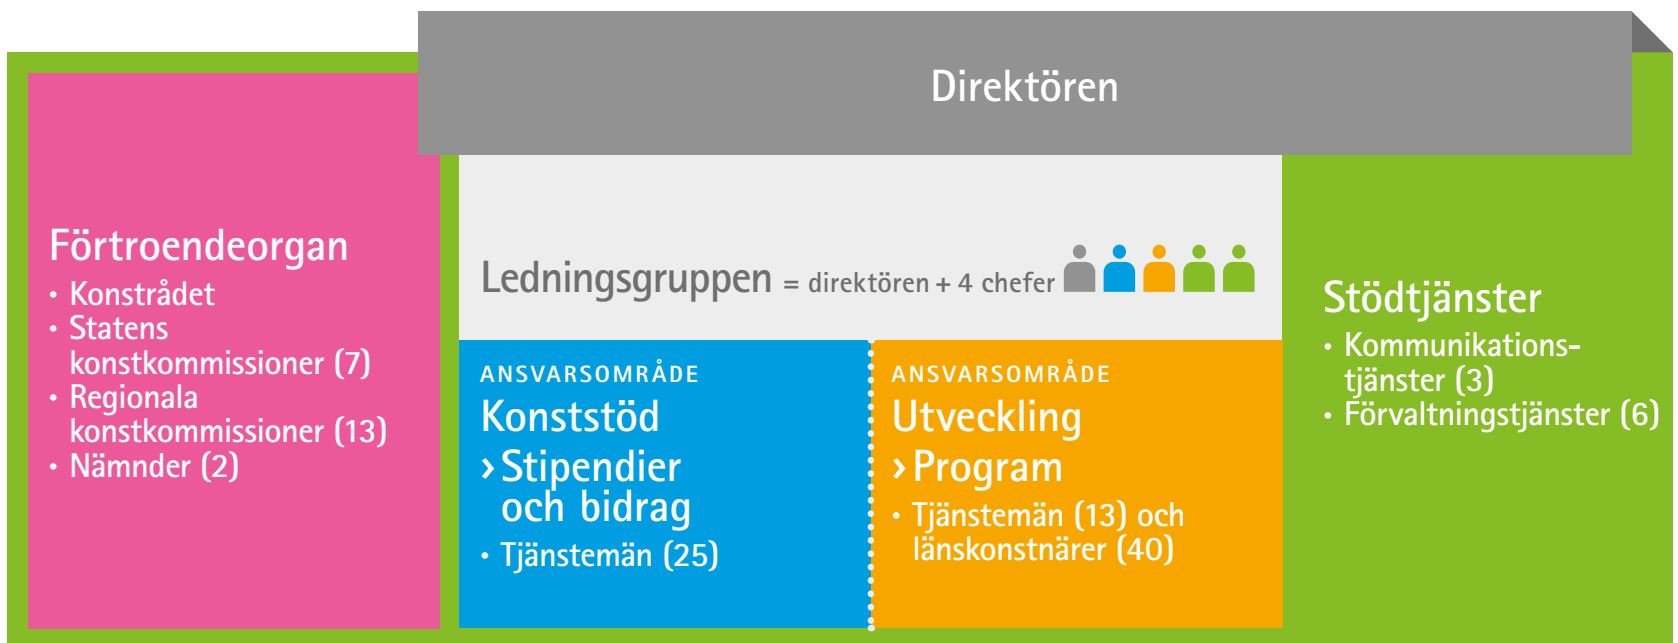 Direktören
Förtroendeorgan
• Konstrådet
• Statens
konstkommissioner (7)
• Regionala
konstkommissioner (13)
• Nämnder (2)
Ledningsgruppen = direktören + 4 chefer
ANSVARSOMRÅDE
Konststöd
› Stipendier
och bidrag
• Tjänstemän (25)
ANSVARSOMRÅDE
Utveckling
› Program
• Tjänstemän (13) och
länskonstnärer (40)
Stödtjänster
• Kommunikations-
tjänster (3)
• Förvaltningstjänster (6)